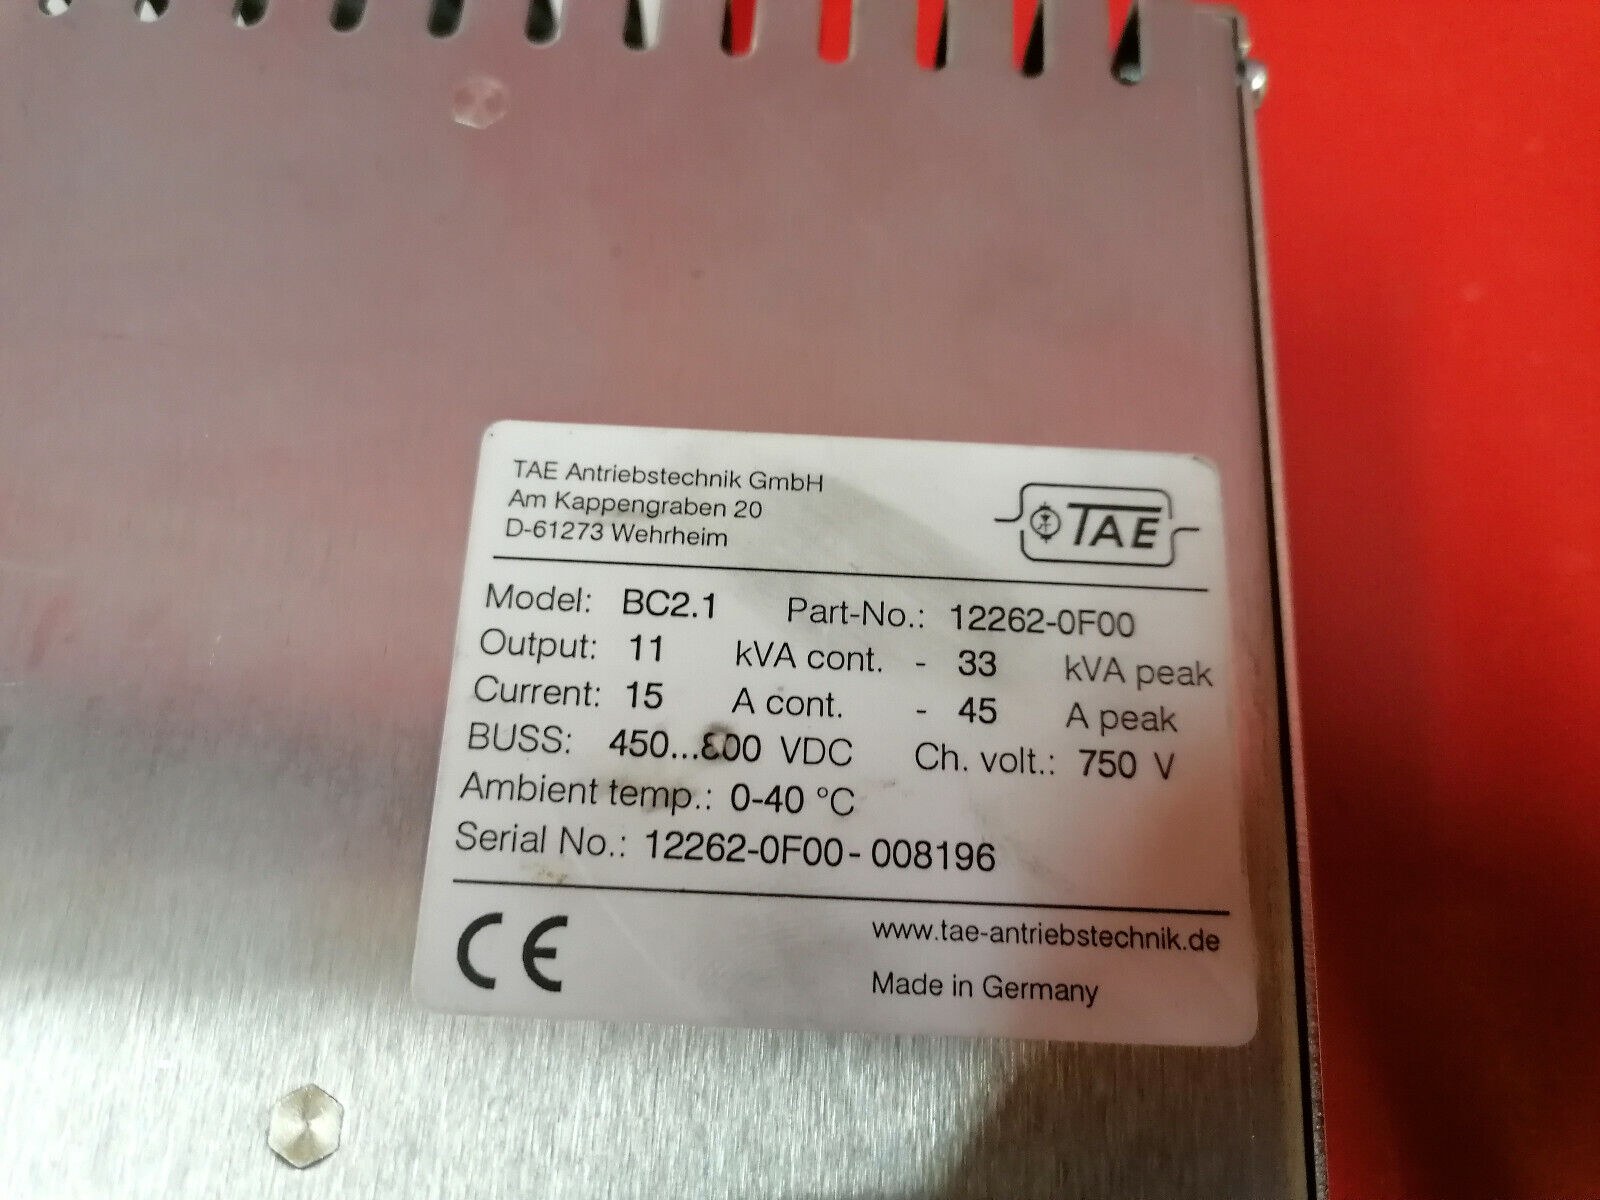 TAE Antriebstechnik GmbH
Am Kappengraben 20
D-61273 Wehrheim
TAE
Model: BC2.1 Part-No.: 12262-0F00
Output: 11 kVA cont. - 33 kVA peak
Current: 15 A cont. - 45 A peak
BUSS: 450...800 VDC Ch. volt.: 750 V
Ambient temp.: 0-40 °C
Serial No.: 12262-0F00-008196
CE
www.tae-antriebstechnik.de
Made in Germany